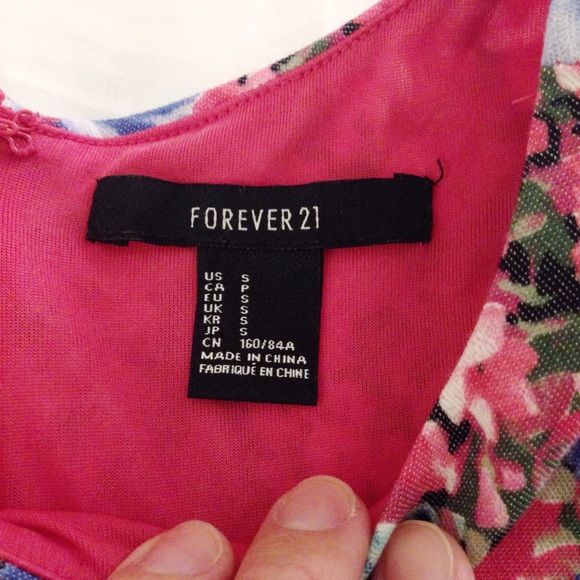 FOREVER 21
US S
CA P
EU S
UK S
KR S
JP S
CN 160/84A
MADE IN CHINA
FABRIQUÉ EN CHINE